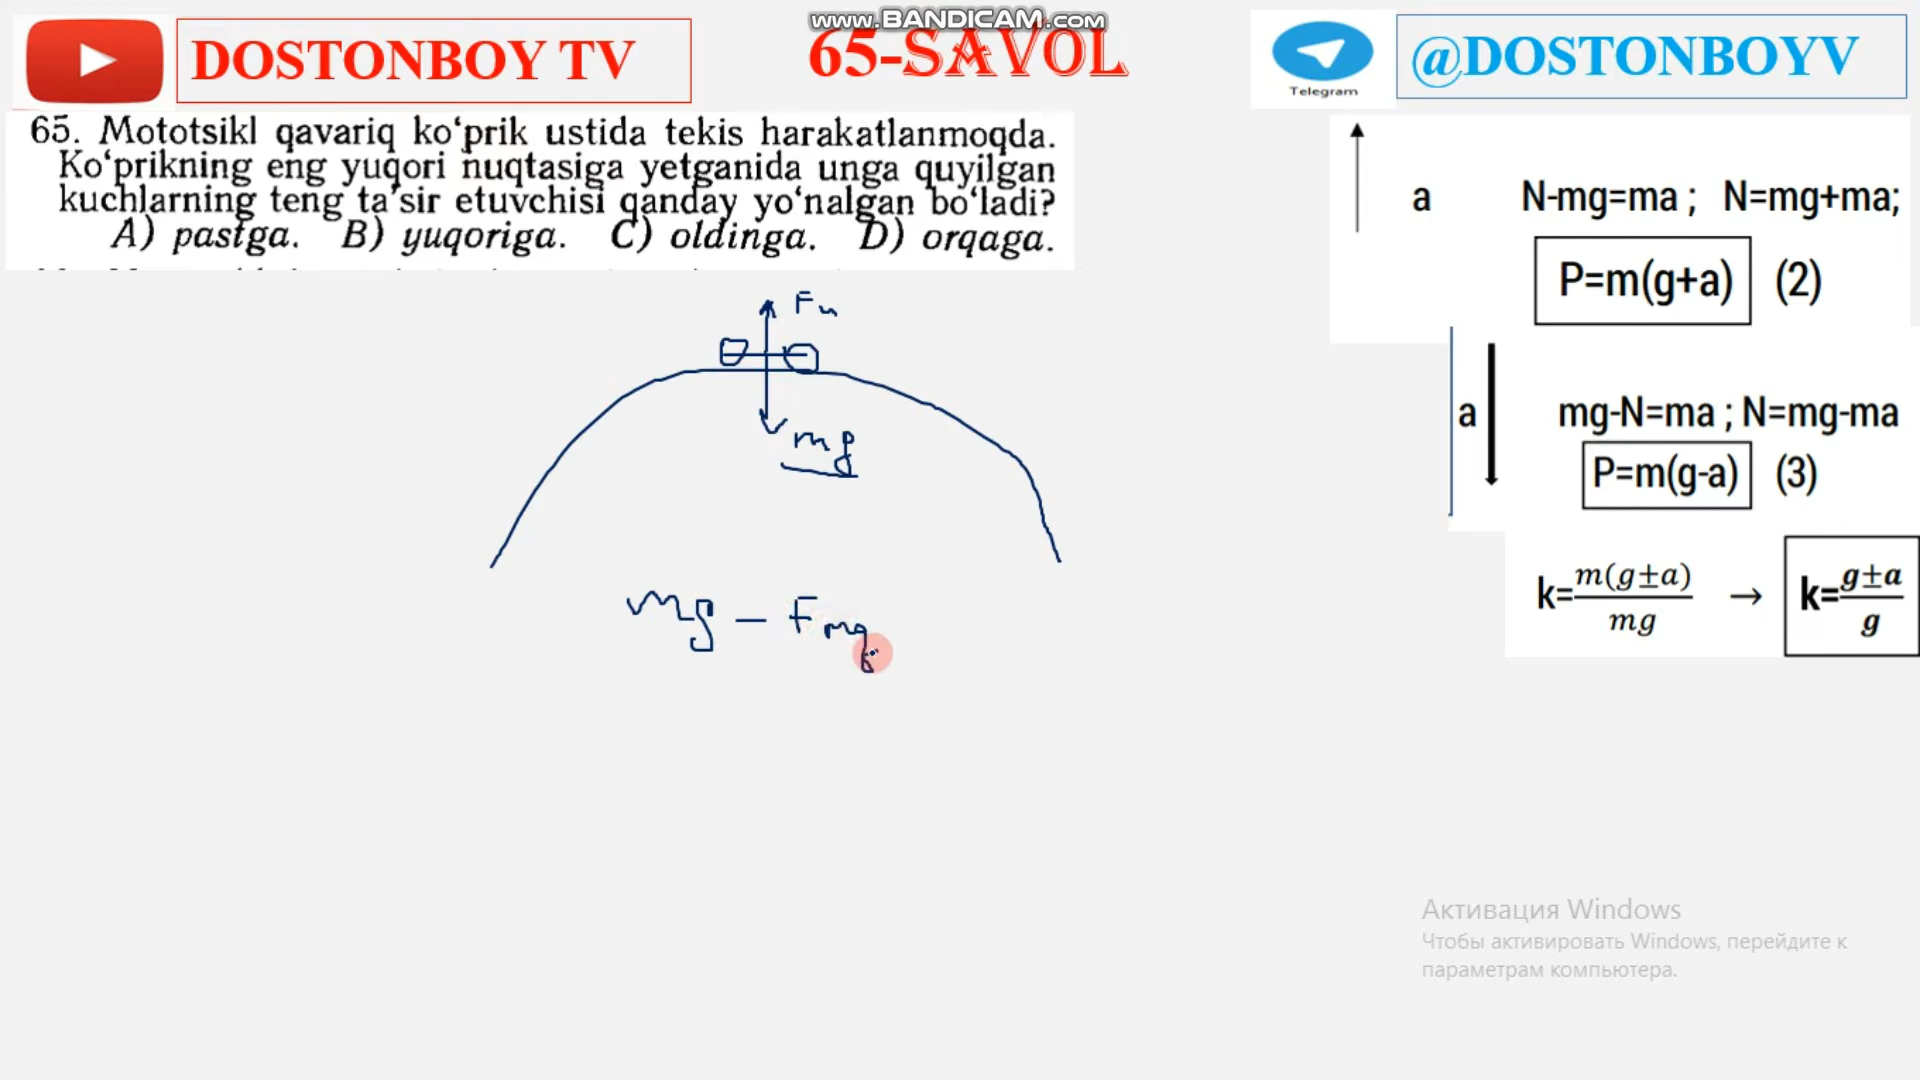 www.BANDICAM.com
DOSTONBOY TV
65-SAVOL
Telegram
@DOSTONBOYV
65. Mototsikl qavariq ko‘prik ustida tekis harakatlanmoqda.
Ko‘prikning eng yuqori nuqtasiga yetganida unga quyilgan
kuchlarning teng ta’sir etuvchisi qanday yo‘nalgan bo‘ladi?
A) pastga. B) yuqoriga. C) oldinga. D) orqaga.
a N-mg=ma ; N=mg+ma;
P=m(g+a) (2)
a mg-N=ma ; N=mg-ma
P=m(g-a) (3)
k=m(g±a)/mg → k=g±a/g
mg
mg - Fmg
Активация Windows
Чтобы активировать Windows, перейдите к
параметрам компьютера.